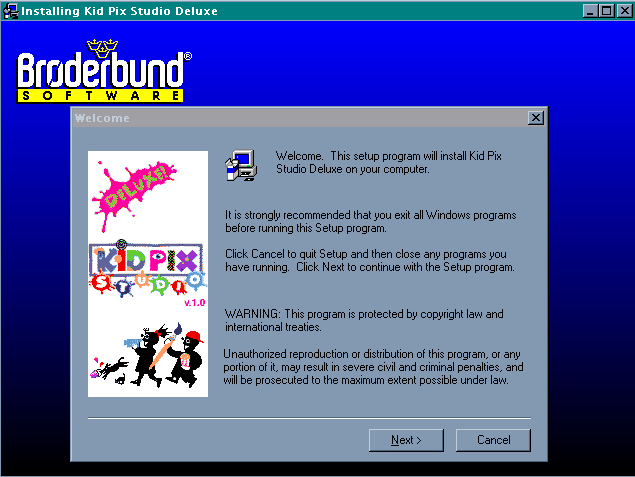 Installing Kid Pix Studio Deluxe
Brøderbund®
SOFTWARE
Welcome
DELUXE!
KID PIX
STUDIO
v.1.0
Welcome. This setup program will install Kid Pix
Studio Deluxe on your computer.
It is strongly recommended that you exit all Windows programs
before running this Setup program.
Click Cancel to quit Setup and then close any programs you
have running. Click Next to continue with the Setup program.
WARNING: This program is protected by copyright law and
international treaties.
Unauthorized reproduction or distribution of this program, or any
portion of it, may result in severe civil and criminal penalties, and
will be prosecuted to the maximum extent possible under law.
Next >
Cancel